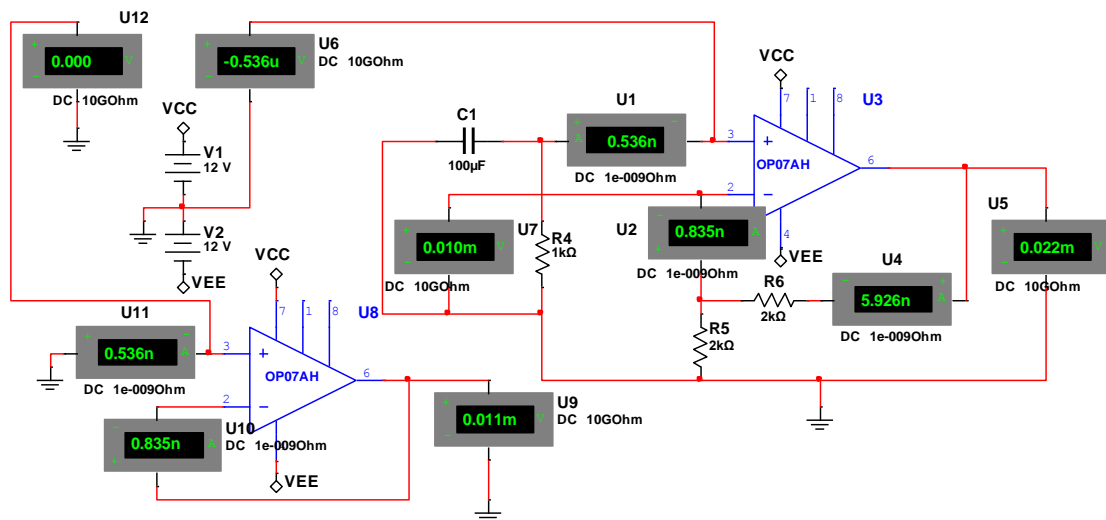 U12
+ 0.000 V
−
DC 10GOhm
U6
+ -0.536u V
−
DC 10GOhm
VCC
V1
12 V
V2
12 V
VEE
C1
100µF
U1
− 0.536n +
A
DC 1e-009Ohm
VCC
7 1 8
U3
3 +
OP07AH
6
2 −
4
VEE
U7
+ 0.010m V
−
DC 10GOhm
R4
1kΩ
U2
− 0.835n A
+
DC 1e-009Ohm
R6
2kΩ
U4
− 5.926n +
A
DC 1e-009Ohm
U5
+ 0.022m V
−
DC 10GOhm
R5
2kΩ
VCC
7 1 8
U8
3 +
OP07AH
6
2 −
4
VEE
U11
+ 0.536n −
A
DC 1e-009Ohm
U10
− 0.835n A
+
DC 1e-009Ohm
U9
+ 0.011m V
−
DC 10GOhm